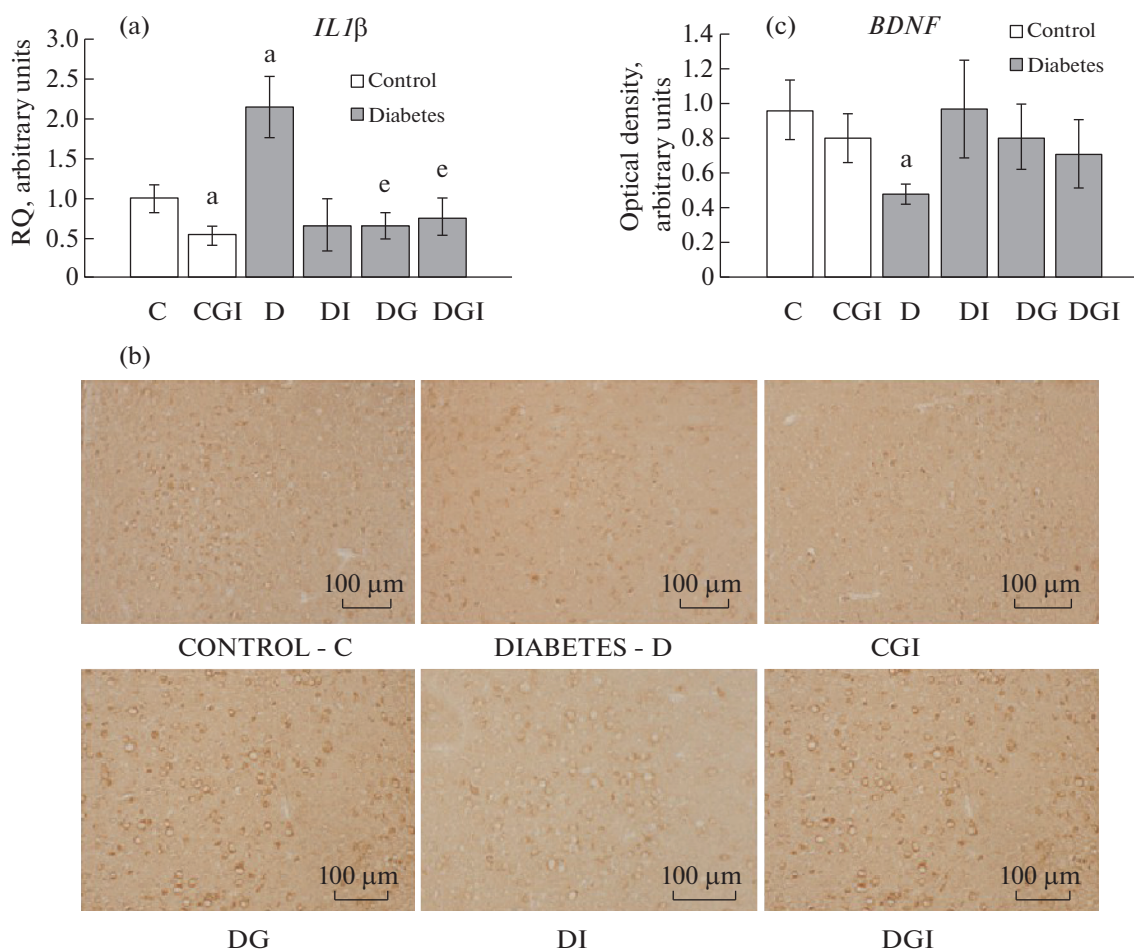 (a)
IL1β
RQ, arbitrary units
3.0
2.5
2.0
1.5
1.0
0.5
0
a
a
e
e
Control
Diabetes
C CGI D DI DG DGI
(c)
BDNF
Optical density,
arbitrary units
1.4
1.2
1.0
0.8
0.6
0.4
0.2
0
a
Control
Diabetes
C CGI D DI DG DGI
(b)
100 μm 100 μm 100 μm
CONTROL - C DIABETES - D CGI
100 μm 100 μm 100 μm
DG DI DGI